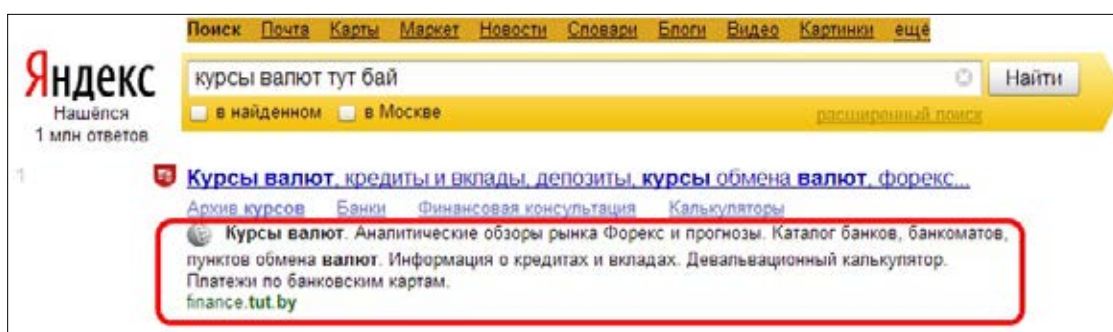 Поиск Почта Карты Маркет Новости Словари Блоги Видео Картинки ещё
Яндекс
курсы валют тут бай
Найти
Нашёлся
1 млн ответов
в найденном в Москве
расширенный поиск
1
Курсы валют, кредиты и вклады, депозиты, курсы обмена валют, форекс...
Архив курсов Банки Финансовая консультация Калькуляторы
Курсы валют. Аналитические обзоры рынка Форекс и прогнозы. Каталог банков, банкоматов,
пунктов обмена валют. Информация о кредитах и вкладах. Девальвационный калькулятор.
Платежи по банковским картам.
finance.tut.by